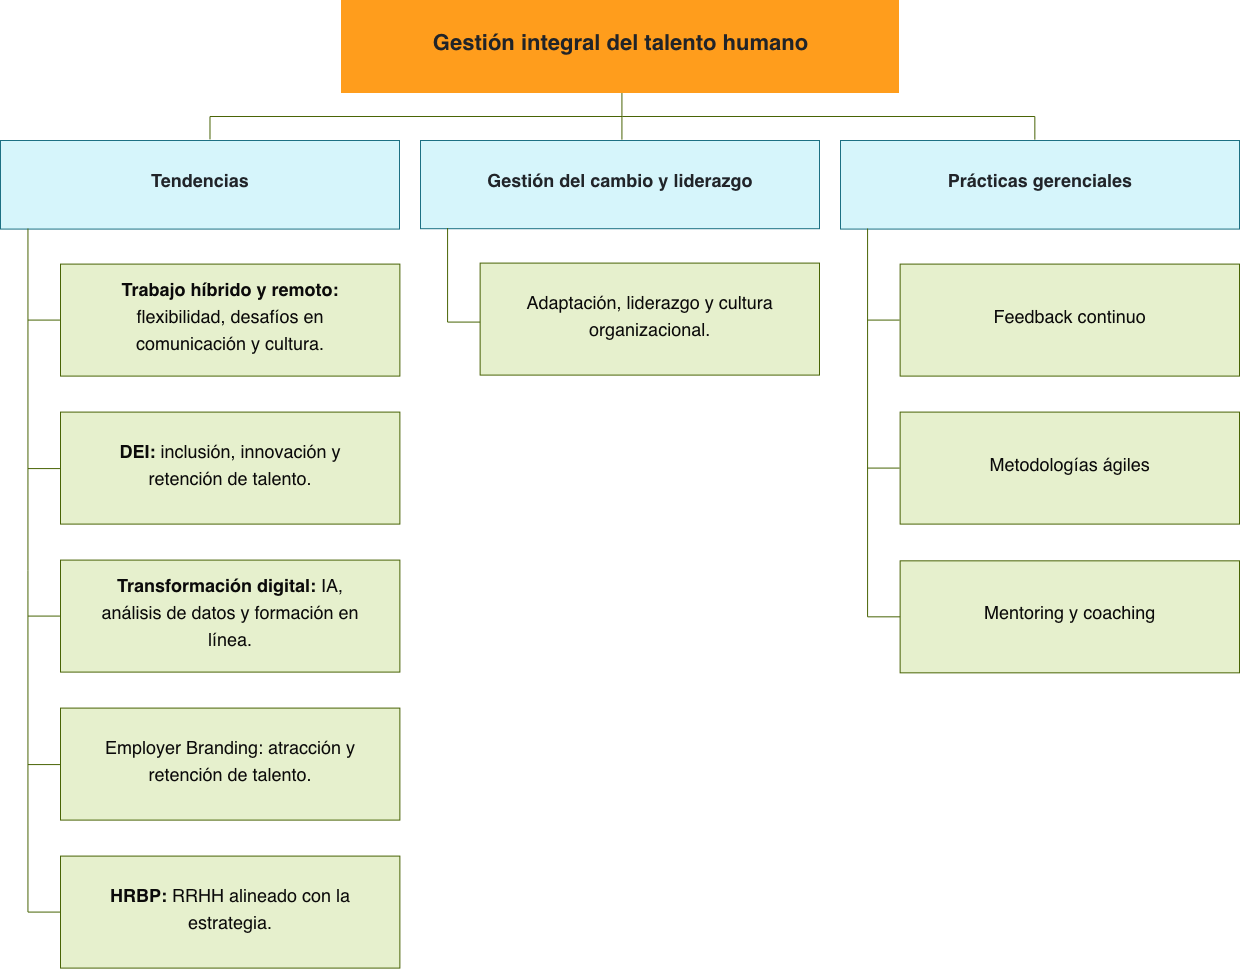 Gestión integral del talento humano
Tendencias
Gestión del cambio y liderazgo
Prácticas gerenciales
Trabajo híbrido y remoto:
flexibilidad, desafíos en
comunicación y cultura.
DEI: inclusión, innovación y
retención de talento.
Transformación digital: IA,
análisis de datos y formación en
línea.
Employer Branding: atracción y
retención de talento.
HRBP: RRHH alineado con la
estrategia.
Adaptación, liderazgo y cultura
organizacional.
Feedback continuo
Metodologías ágiles
Mentoring y coaching